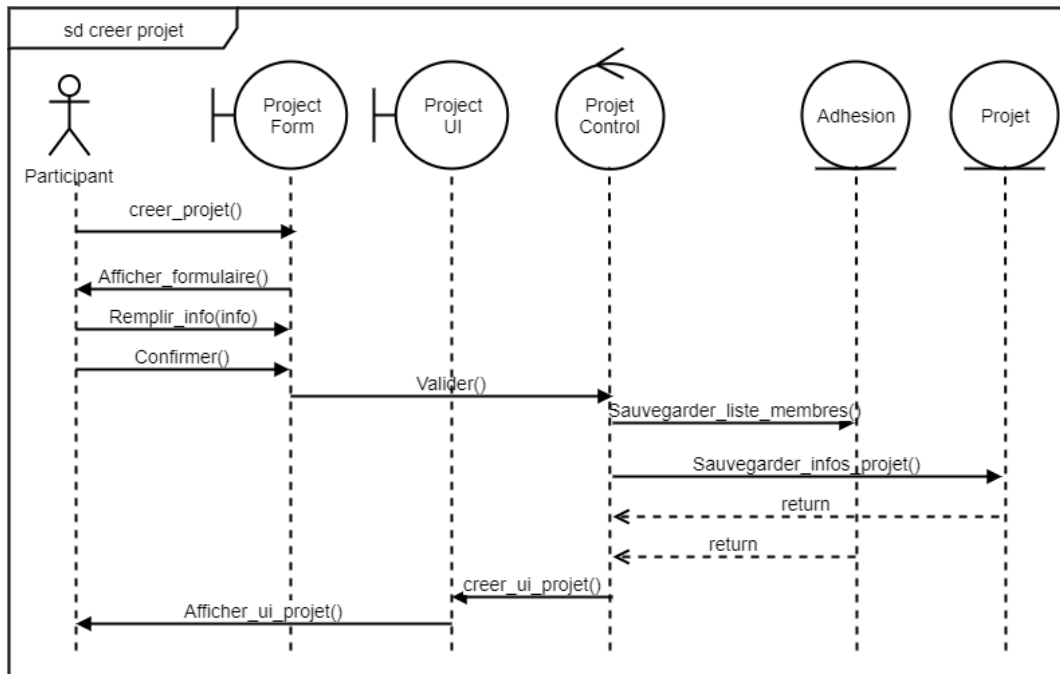 sd creer projet
Project
Form
Project
UI
Projet
Control
Adhesion
Projet
Participant
creer_projet()
Afficher_formulaire()
Remplir_info(info)
Confirmer()
Valider()
Sauvegarder_liste_membres()
Sauvegarder_infos_projet()
return
return
creer_ui_projet()
Afficher_ui_projet()